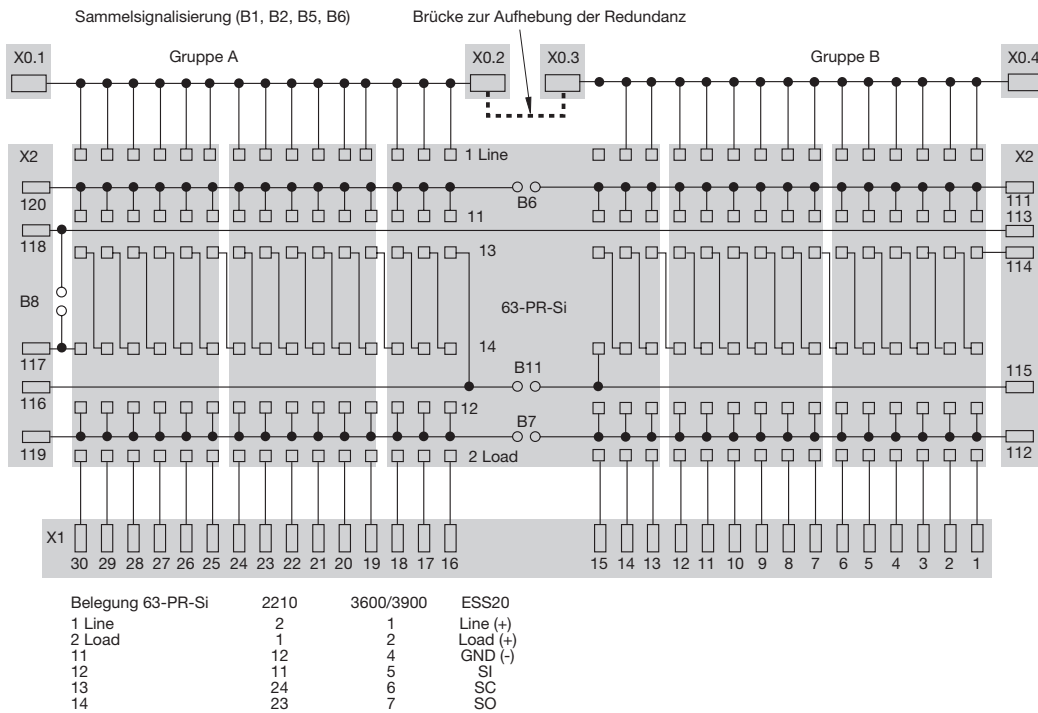 Sammelsignalisierung (B1, B2, B5, B6) Brücke zur Aufhebung der Redundanz
X0.1 Gruppe A X0.2 X0.3 Gruppe B X0.4
X2 1 Line X2
120 B6 111
11 113
118
13 114
B8 63-PR-Si
14
117 B11 115
116
12
B7
119 2 Load 112
X1
30 29 28 27 26 25 24 23 22 21 20 19 18 17 16 15 14 13 12 11 10 9 8 7 6 5 4 3 2 1
Belegung 63-PR-Si 2210 3600/3900 ESS20
1 Line 2 1 Line (+)
2 Load 1 2 Load (+)
11 12 4 GND (-)
12 11 5 SI
13 24 6 SC
14 23 7 SO